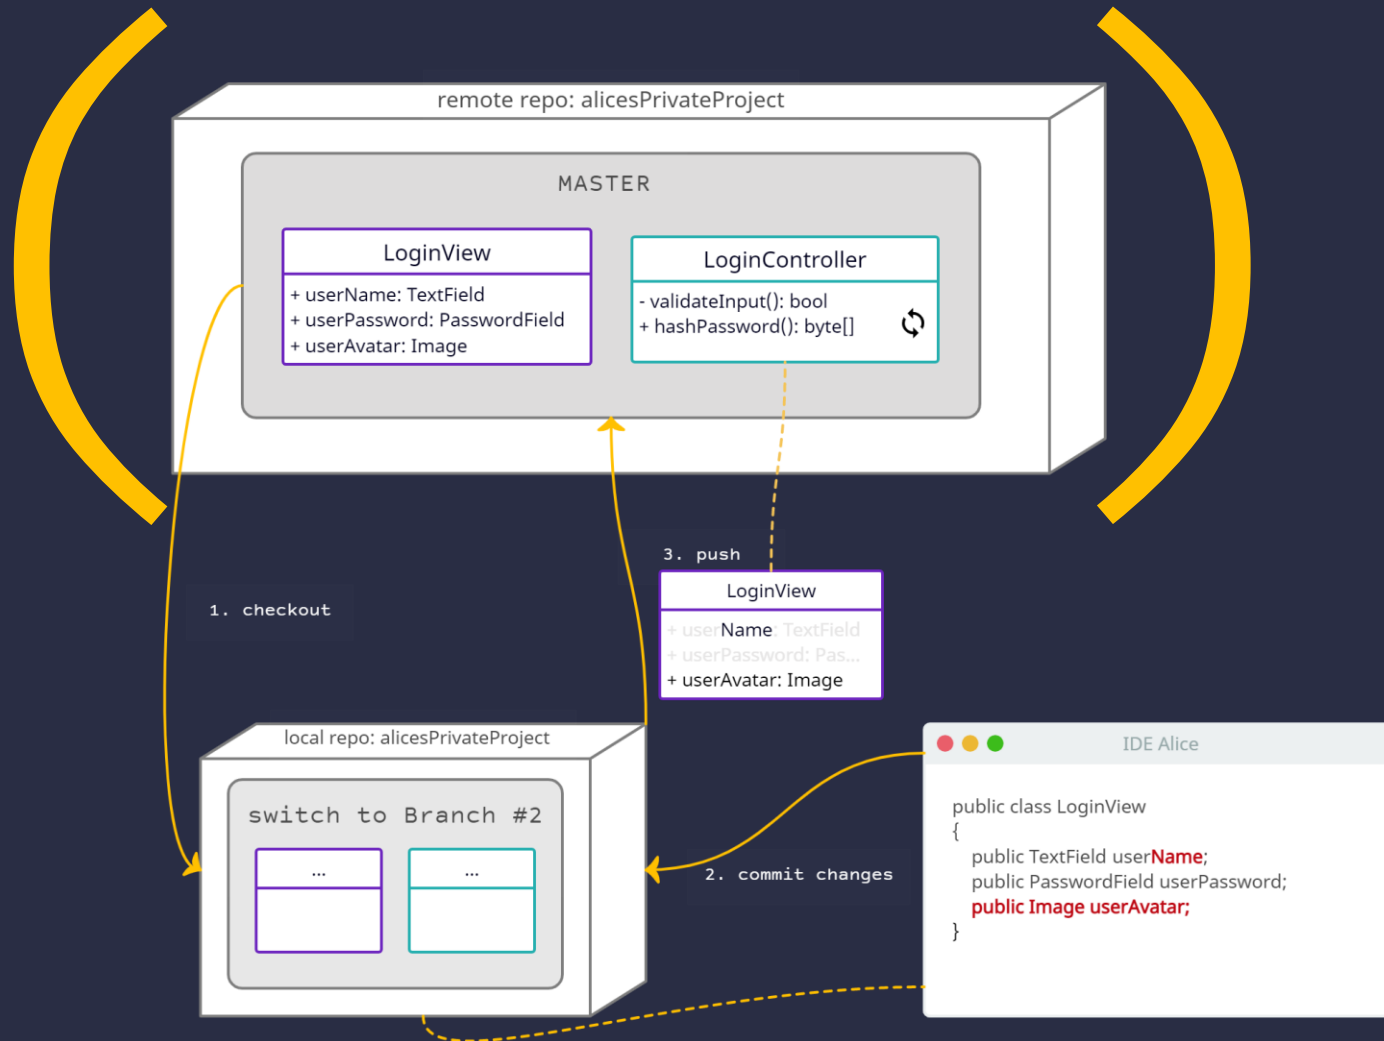 remote repo: alicesPrivateProject
MASTER
LoginView
+ userName: TextField
+ userPassword: PasswordField
+ userAvatar: Image
LoginController
- validateInput(): bool
+ hashPassword(): byte[]
3. push
1. checkout
LoginView
+ userName: TextField
+ userPassword: Pas...
+ userAvatar: Image
local repo: alicesPrivateProject
switch to Branch #2
...
...
2. commit changes
IDE Alice
public class LoginView
{
public TextField userName;
public PasswordField userPassword;
public Image userAvatar;
}